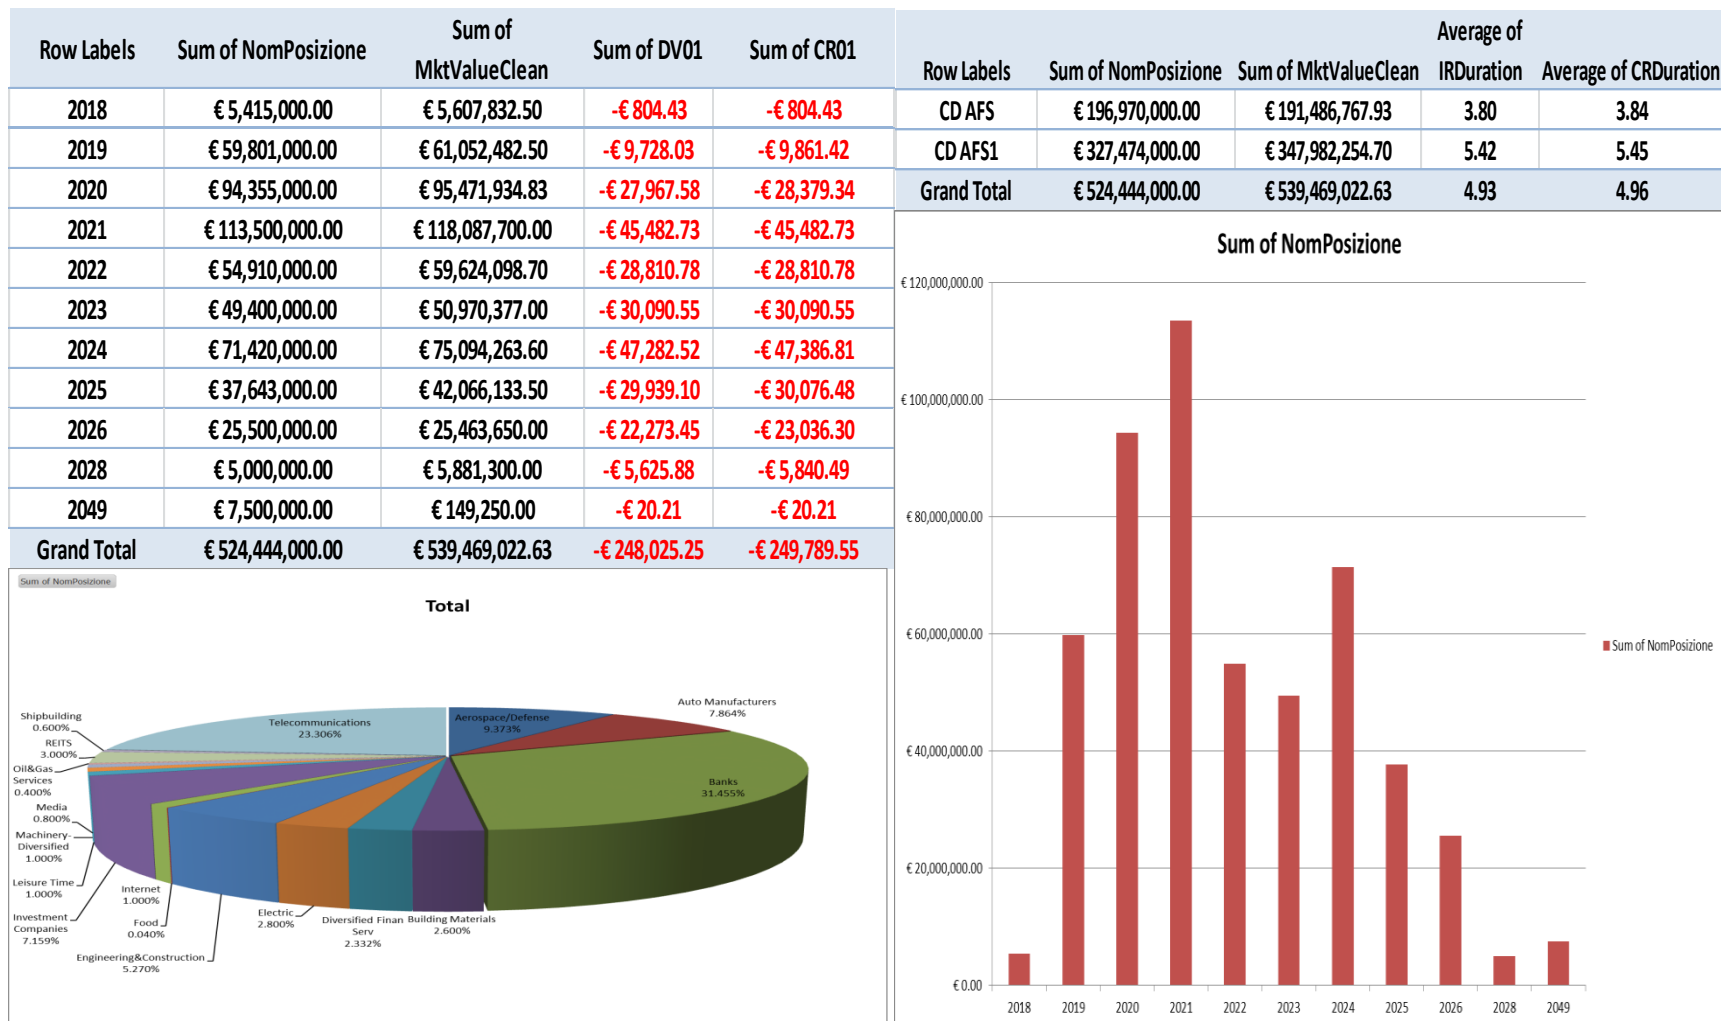 Row Labels Sum of NomPosizione Sum of MktValueClean Sum of DV01 Sum of CR01
2018 € 5,415,000.00 € 5,607,832.50 -€ 804.43 -€ 804.43
2019 € 59,801,000.00 € 61,052,482.50 -€ 9,728.03 -€ 9,861.42
2020 € 94,355,000.00 € 95,471,934.83 -€ 27,967.58 -€ 28,379.34
2021 € 113,500,000.00 € 118,087,700.00 -€ 45,482.73 -€ 45,482.73
2022 € 54,910,000.00 € 59,624,098.70 -€ 28,810.78 -€ 28,810.78
2023 € 49,400,000.00 € 50,970,377.00 -€ 30,090.55 -€ 30,090.55
2024 € 71,420,000.00 € 75,094,263.60 -€ 47,282.52 -€ 47,386.81
2025 € 37,643,000.00 € 42,066,133.50 -€ 29,939.10 -€ 30,076.48
2026 € 25,500,000.00 € 25,463,650.00 -€ 22,273.45 -€ 23,036.30
2028 € 5,000,000.00 € 5,881,300.00 -€ 5,625.88 -€ 5,840.49
2049 € 7,500,000.00 € 149,250.00 -€ 20.21 -€ 20.21
Grand Total € 524,444,000.00 € 539,469,022.63 -€ 248,025.25 -€ 249,789.55
Row Labels Sum of NomPosizione Sum of MktValueClean Average of IRDuration Average of CRDuration
CD AFS € 196,970,000.00 € 191,486,767.93 3.80 3.84
CD AFS1 € 327,474,000.00 € 347,982,254.70 5.42 5.45
Grand Total € 524,444,000.00 € 539,469,022.63 4.93 4.96
Sum of NomPosizione
Total
Telecommunications
23.306%
Aerospace/Defense
9.373%
Auto Manufacturers
7.864%
Banks
31.455%
Building Materials
2.600%
Diversified Finan
Serv
2.332%
Electric
2.800%
Engineering&Construction
5.270%
Food
0.040%
Internet
1.000%
Investment
Companies
7.159%
Leisure Time
1.000%
Machinery-
Diversified
1.000%
Media
0.800%
Oil&Gas
Services
0.400%
REITS
3.000%
Shipbuilding
0.600%
Sum of NomPosizione
€ 120,000,000.00
€ 100,000,000.00
€ 80,000,000.00
€ 60,000,000.00
€ 40,000,000.00
€ 20,000,000.00
€ 0.00
2018 2019 2020 2021 2022 2023 2024 2025 2026 2028 2049
Sum of NomPosizione